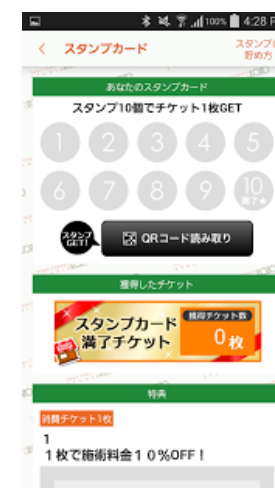 100% 4:28 P
< スタンプカード
スタンプの
貯め方
あなたのスタンプカード
スタンプ10個でチケット1枚GET
1 2 3 4 5
6 7 8 9 10
満了★
スタンプ
GET!
QRコード読み取り
獲得したチケット
スタンプカード
満了チケット
獲得チケット数
0枚
特典
消費チケット1枚
1
1枚で施術料金10%OFF!